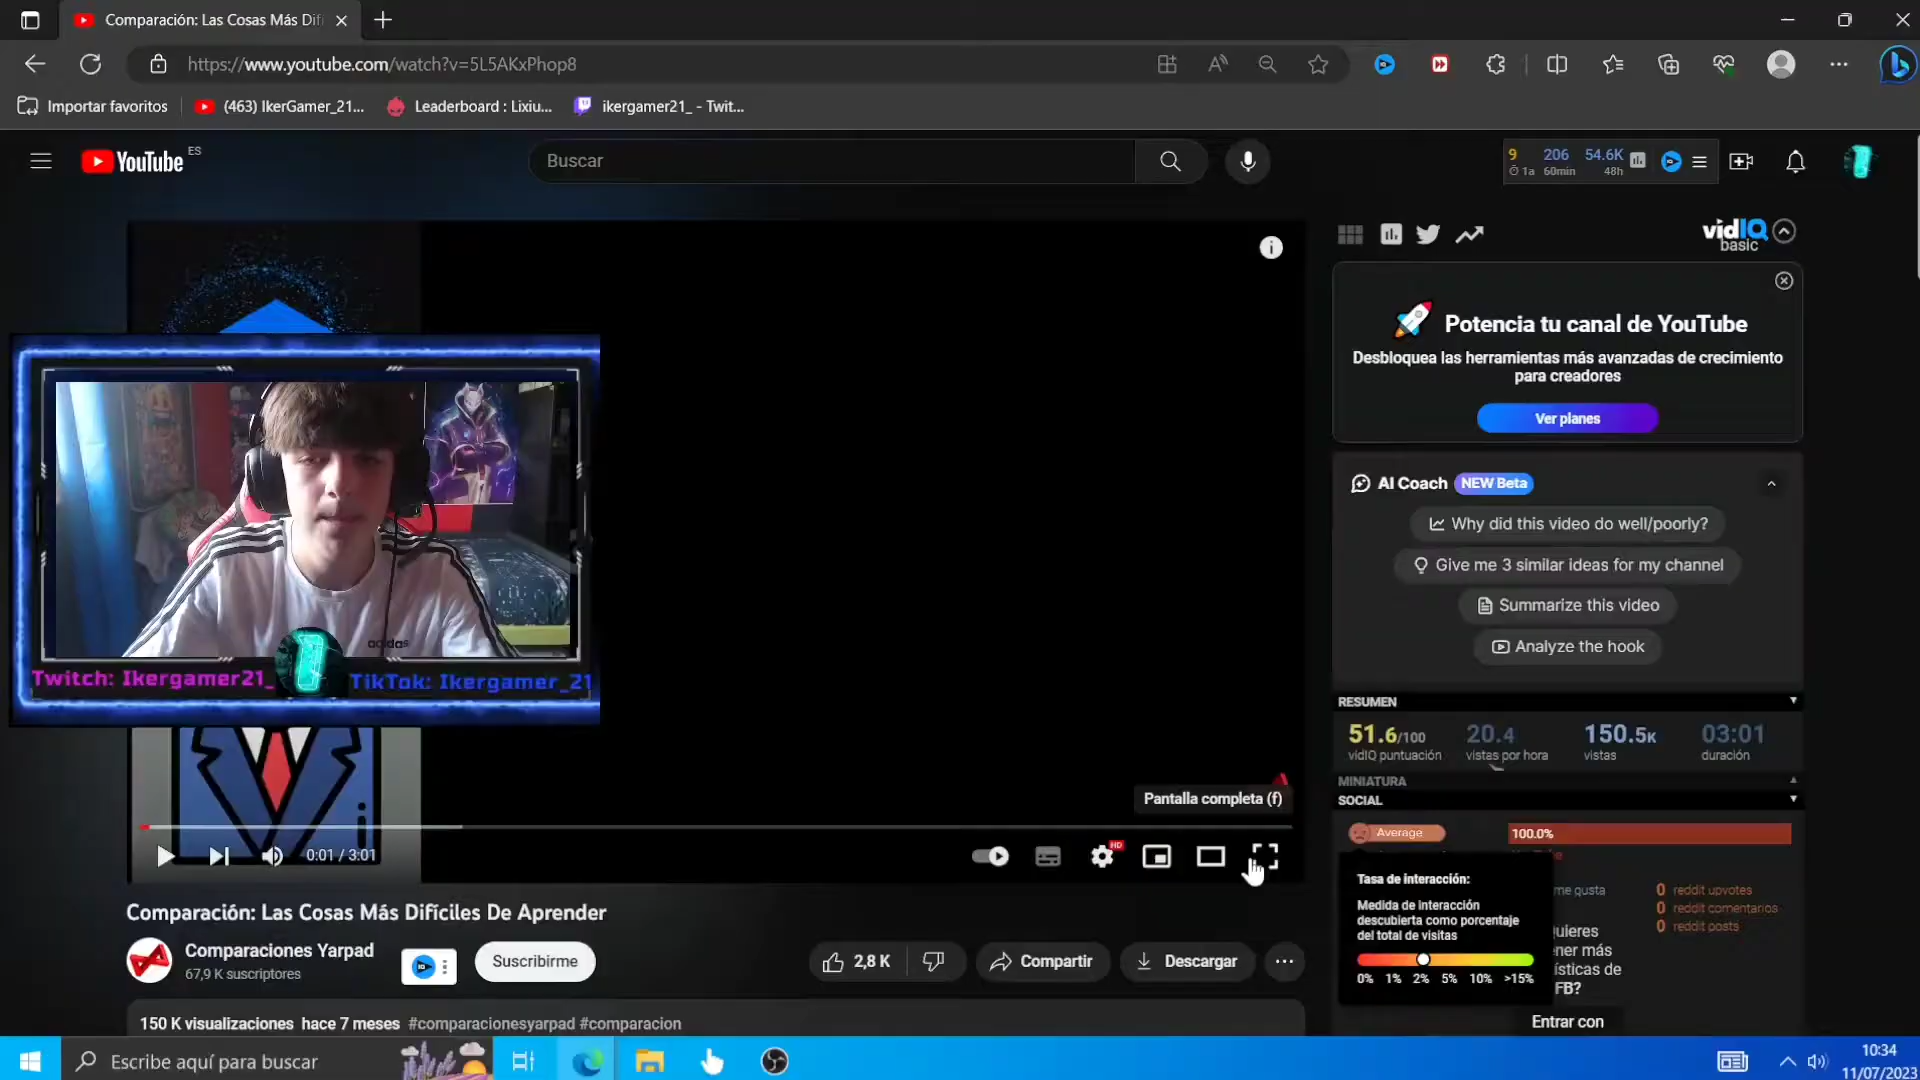 Comparación: Las Cosas Más Difí
https://www.youtube.com/watch?v=5L5AKxPhop8
Importar favoritos
(463) IkerGamer_21...
Leaderboard : Lixiu...
ikergamer21_ - Twit...
YouTube ES
Buscar
9 206 54.6K
1a 60min 48h
vidIQ
basic
Potencia tu canal de YouTube
Desbloquea las herramientas más avanzadas de crecimiento
para creadores
Ver planes
AI Coach NEW Beta
Why did this video do well/poorly?
Give me 3 similar ideas for my channel
Summarize this video
Analyze the hook
adidas
Twitch: Ikergamer21_
TikTok: Ikergamer_21
RESUMEN
51.6/100 20.4 150.5K 03:01
vidIQ puntuación vistas por hora vistas duración
MINIATURA
SOCIAL
Average 100.0%
Pantalla completa (f)
0:01 / 3:01
HD
Tasa de interacción:
Medida de interacción
descubierta como porcentaje
del total de visitas
0% 1% 2% 5% 10% >15%
me gusta
0 reddit upvotes
0 reddit comentarios
0 reddit posts
FB?
Entrar con
Comparación: Las Cosas Más Difíciles De Aprender
Comparaciones Yarpad
67,9 K suscriptores
Suscribirme
2,8 K
Compartir
Descargar
150 K visualizaciones hace 7 meses #comparacionesyarpad #comparacion
Escribe aquí para buscar
10:34
11/07/2023